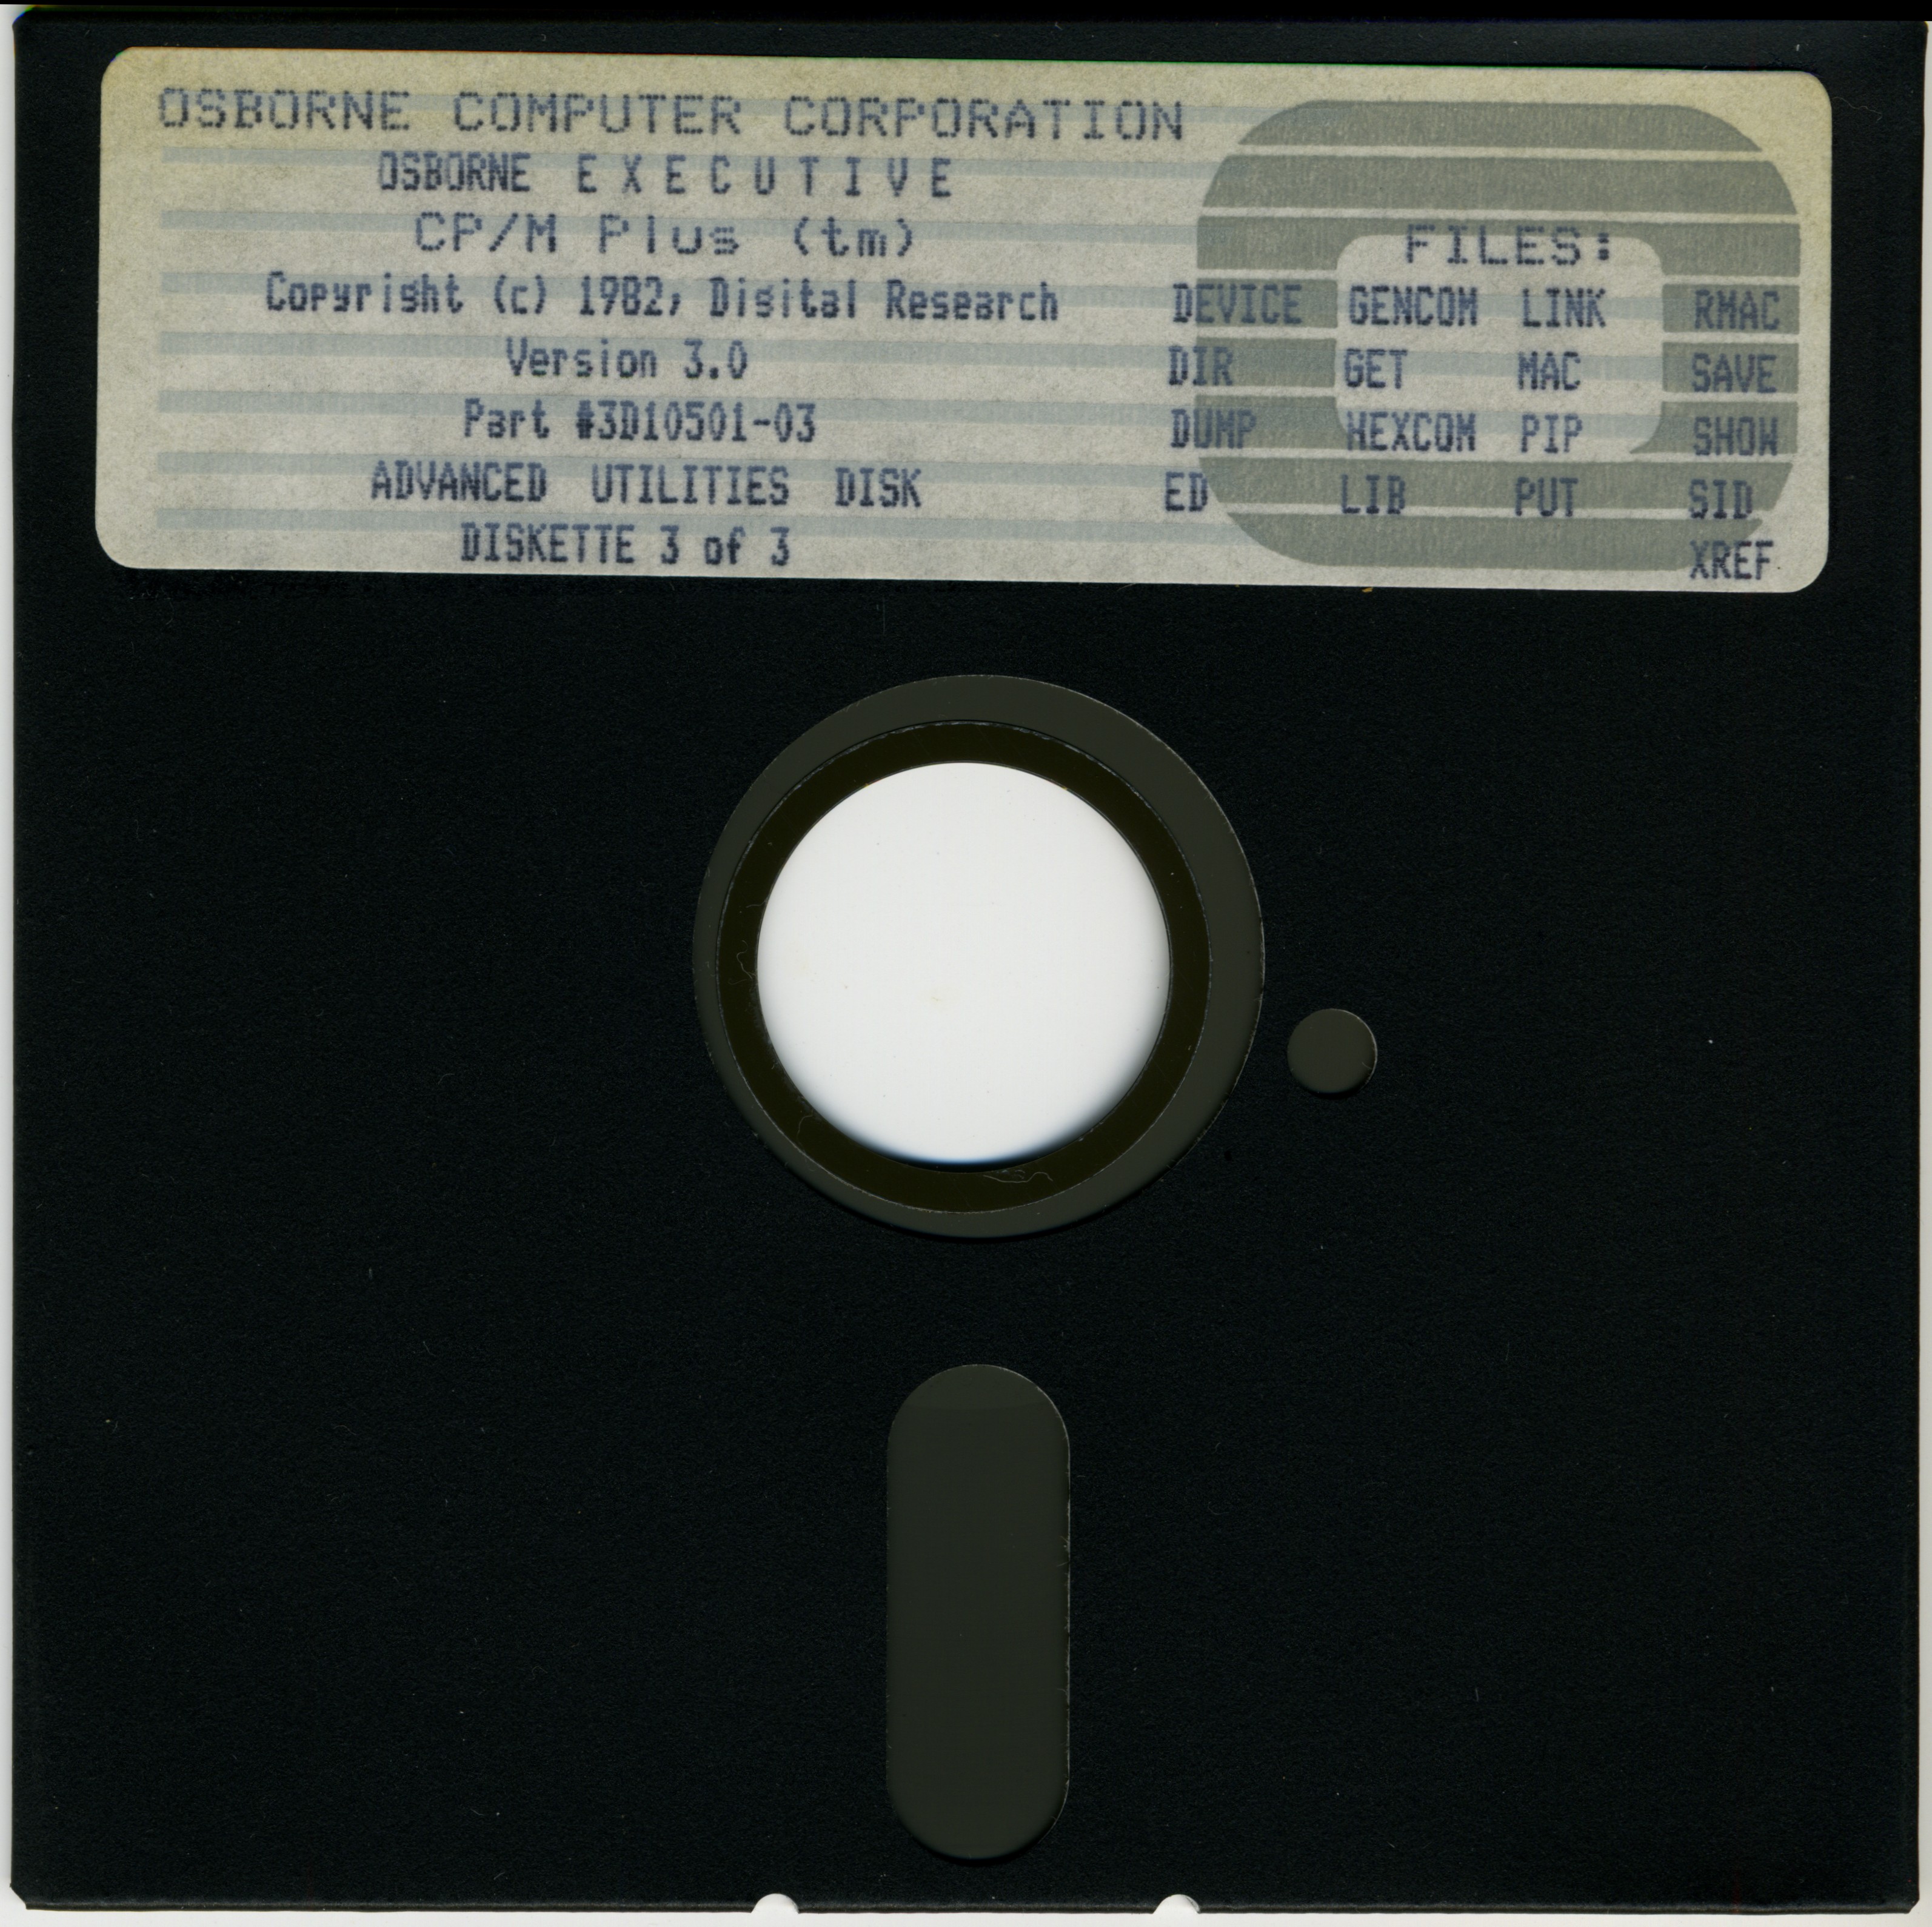 OSBORNE COMPUTER CORPORATION
OSBORNE E X E C U T I V E
CP/M Plus (tm)
Copyright (c) 1982, Digital Research
Version 3.0
Part #3D10501-03
ADVANCED UTILITIES DISK
DISKETTE 3 of 3
FILES:
DEVICE GENCOM LINK RMAC
DIR GET MAC SAVE
DUMP HEXCOM PIP SHOW
ED LIB PUT SID
XREF